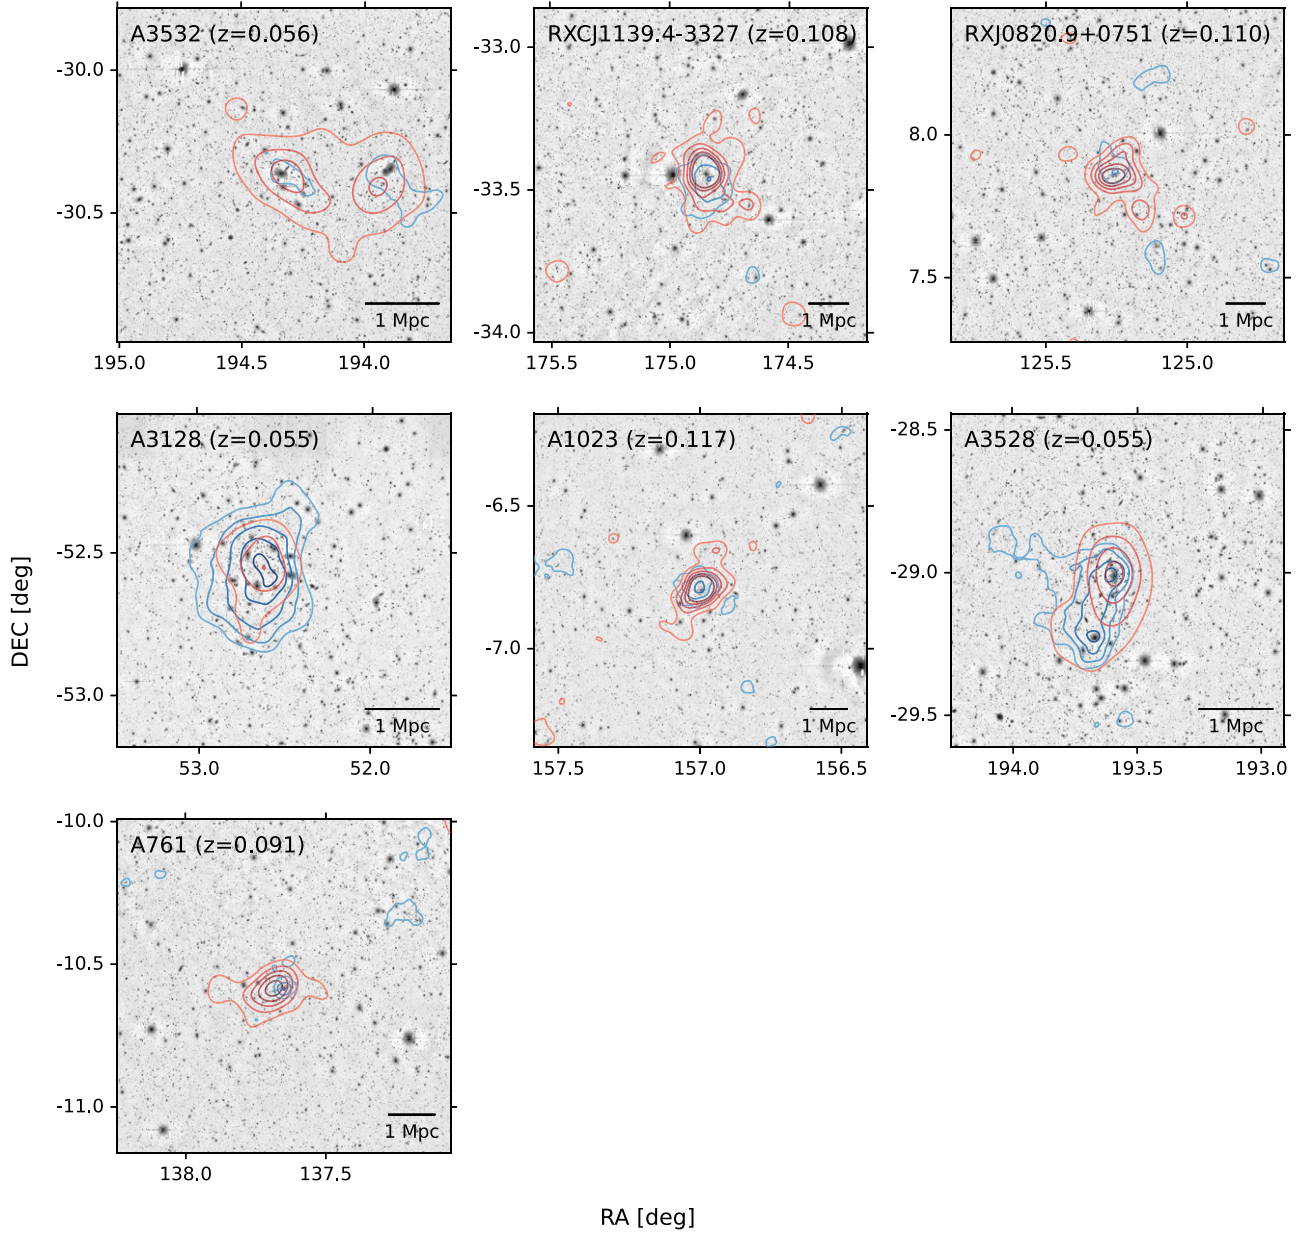 A3532 (z=0.056)
-30.0
-30.5
1 Mpc
195.0 194.5 194.0
RXCJ1139.4-3327 (z=0.108)
-33.0
-33.5
-34.0
1 Mpc
175.5 175.0 174.5
RXJ0820.9+0751 (z=0.110)
8.0
7.5
1 Mpc
125.5 125.0
A3128 (z=0.055)
-52.5
-53.0
1 Mpc
53.0 52.0
A1023 (z=0.117)
-6.5
-7.0
1 Mpc
157.5 157.0 156.5
A3528 (z=0.055)
-28.5
-29.0
-29.5
1 Mpc
194.0 193.5 193.0
A761 (z=0.091)
-10.0
-10.5
-11.0
1 Mpc
138.0 137.5
DEC [deg]
RA [deg]